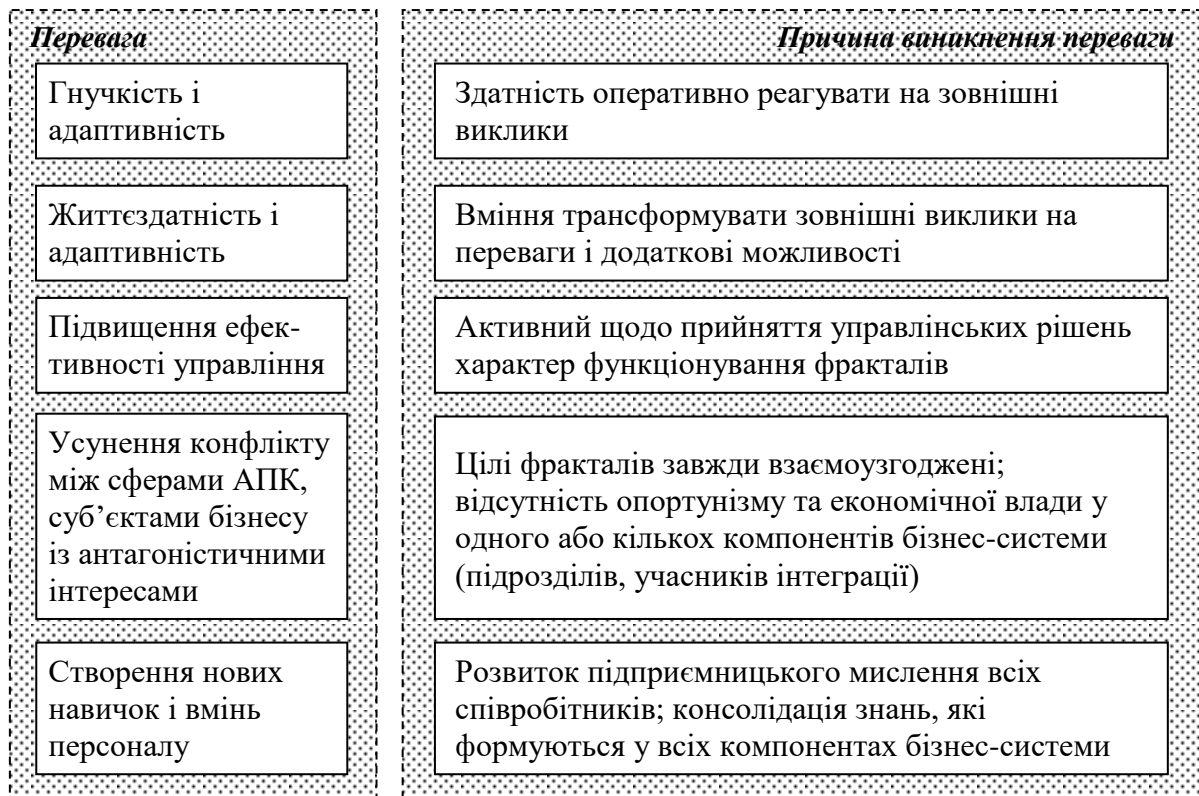 Перевага
Причина виникнення переваги
Гнучкість і
адаптивність
Здатність оперативно реагувати на зовнішні
виклики
Життєздатність і
адаптивність
Вміння трансформувати зовнішні виклики на
переваги і додаткові можливості
Підвищення ефек-
тивності управління
Активний щодо прийняття управлінських рішень
характер функціонування фракталів
Усунення конфлікту
між сферами АПК,
суб’єктами бізнесу
із антагоністичними
інтересами
Цілі фракталів завжди взаємоузгоджені;
відсутність опортунізму та економічної влади у
одного або кількох компонентів бізнес-системи
(підрозділів, учасників інтеграції)
Створення нових
навичок і вмінь
персоналу
Розвиток підприємницького мислення всіх
співробітників; консолідація знань, які
формуються у всіх компонентах бізнес-системи